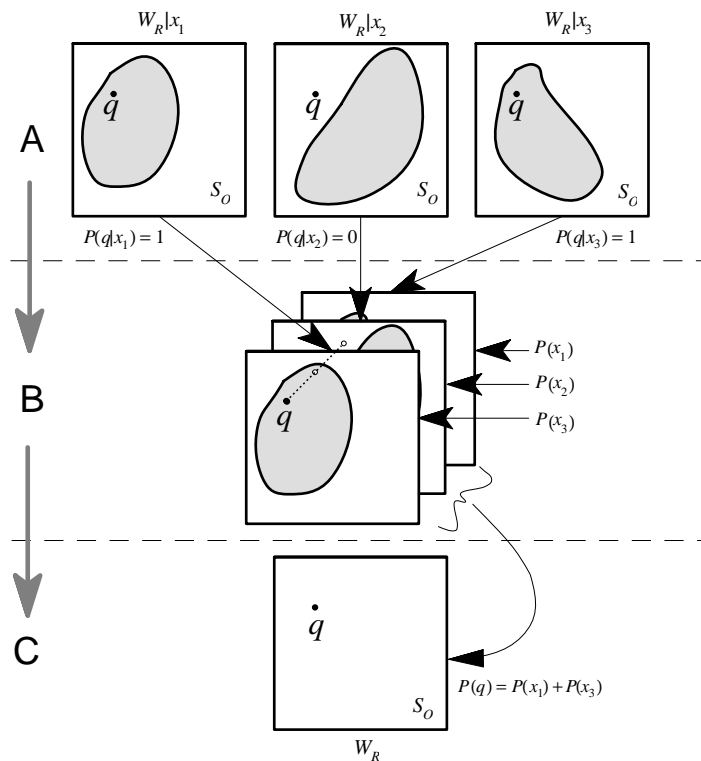 W_R|x_1 W_R|x_2 W_R|x_3
q q q
A
S_O S_O S_O
P(q|x_1) = 1 P(q|x_2) = 0 P(q|x_3) = 1
P(x_1)
P(x_2)
B
q
P(x_3)
q
C
P(q) = P(x_1) + P(x_3)
S_O
W_R